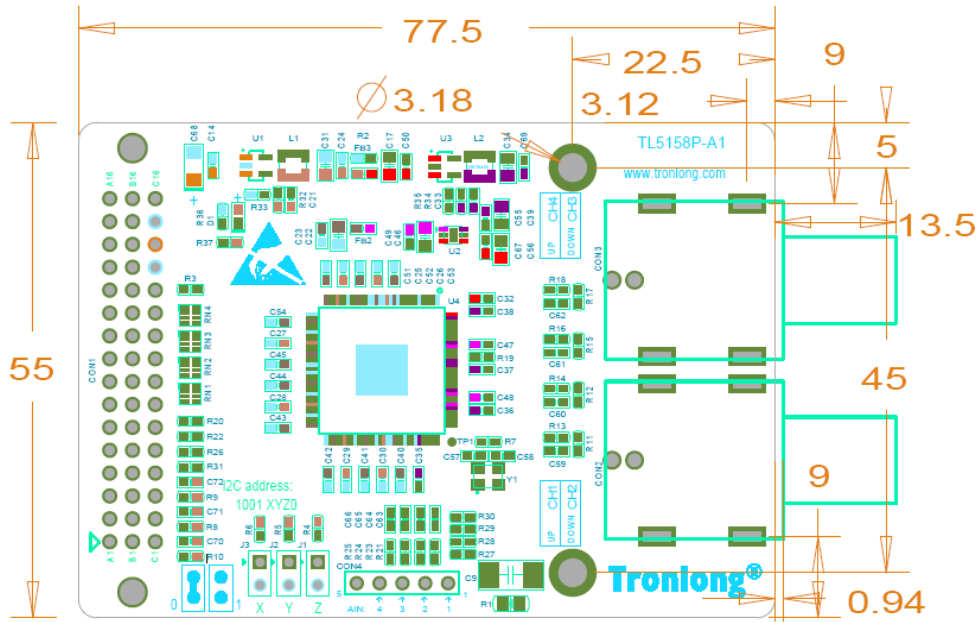 77.5
22.5
9
Ø3.18
3.12
5
TL5158P-A1
www.tronlong.com
13.5
55
45
9
0.94
C68
C14
U1
L1
C31
C24
R2
FB3
C17
C50
U3
L2
C34
C69
A16
B16
C16
R33
R32
C21
R36
D1
R37
C23
C22
FB2
C49
C46
R35
R34
C33
U2
C55
C39
C67
C56
UP CH4
DOWN CH3
CON3
C51
C25
C52
C26
C53
U4
R3
RN4
RN3
RN2
RN1
CON1
C54
C27
C45
C44
C28
C43
C32
C38
C47
R19
C37
C48
C36
R18
C62
R17
R16
C61
R15
R14
C60
R12
R13
C59
R11
CON2
R20
R22
R26
R31
C72
R9
C71
R8
C70
R10
C42
C29
C41
C30
C40
C35
TP1
R7
C57
C58
Y1
I2C address:
1001 XYZ0
R6
R5
R4
J3
J2
J1
X Y Z
0 1
A1
B1
C1
C66
C65
C64
C63
R25
R24
R23
R21
CON4
5 1
AIN: 4 3 2 1
R30
R29
R28
R27
C9
R1
UP CH1
DOWN CH2
Tronlong®